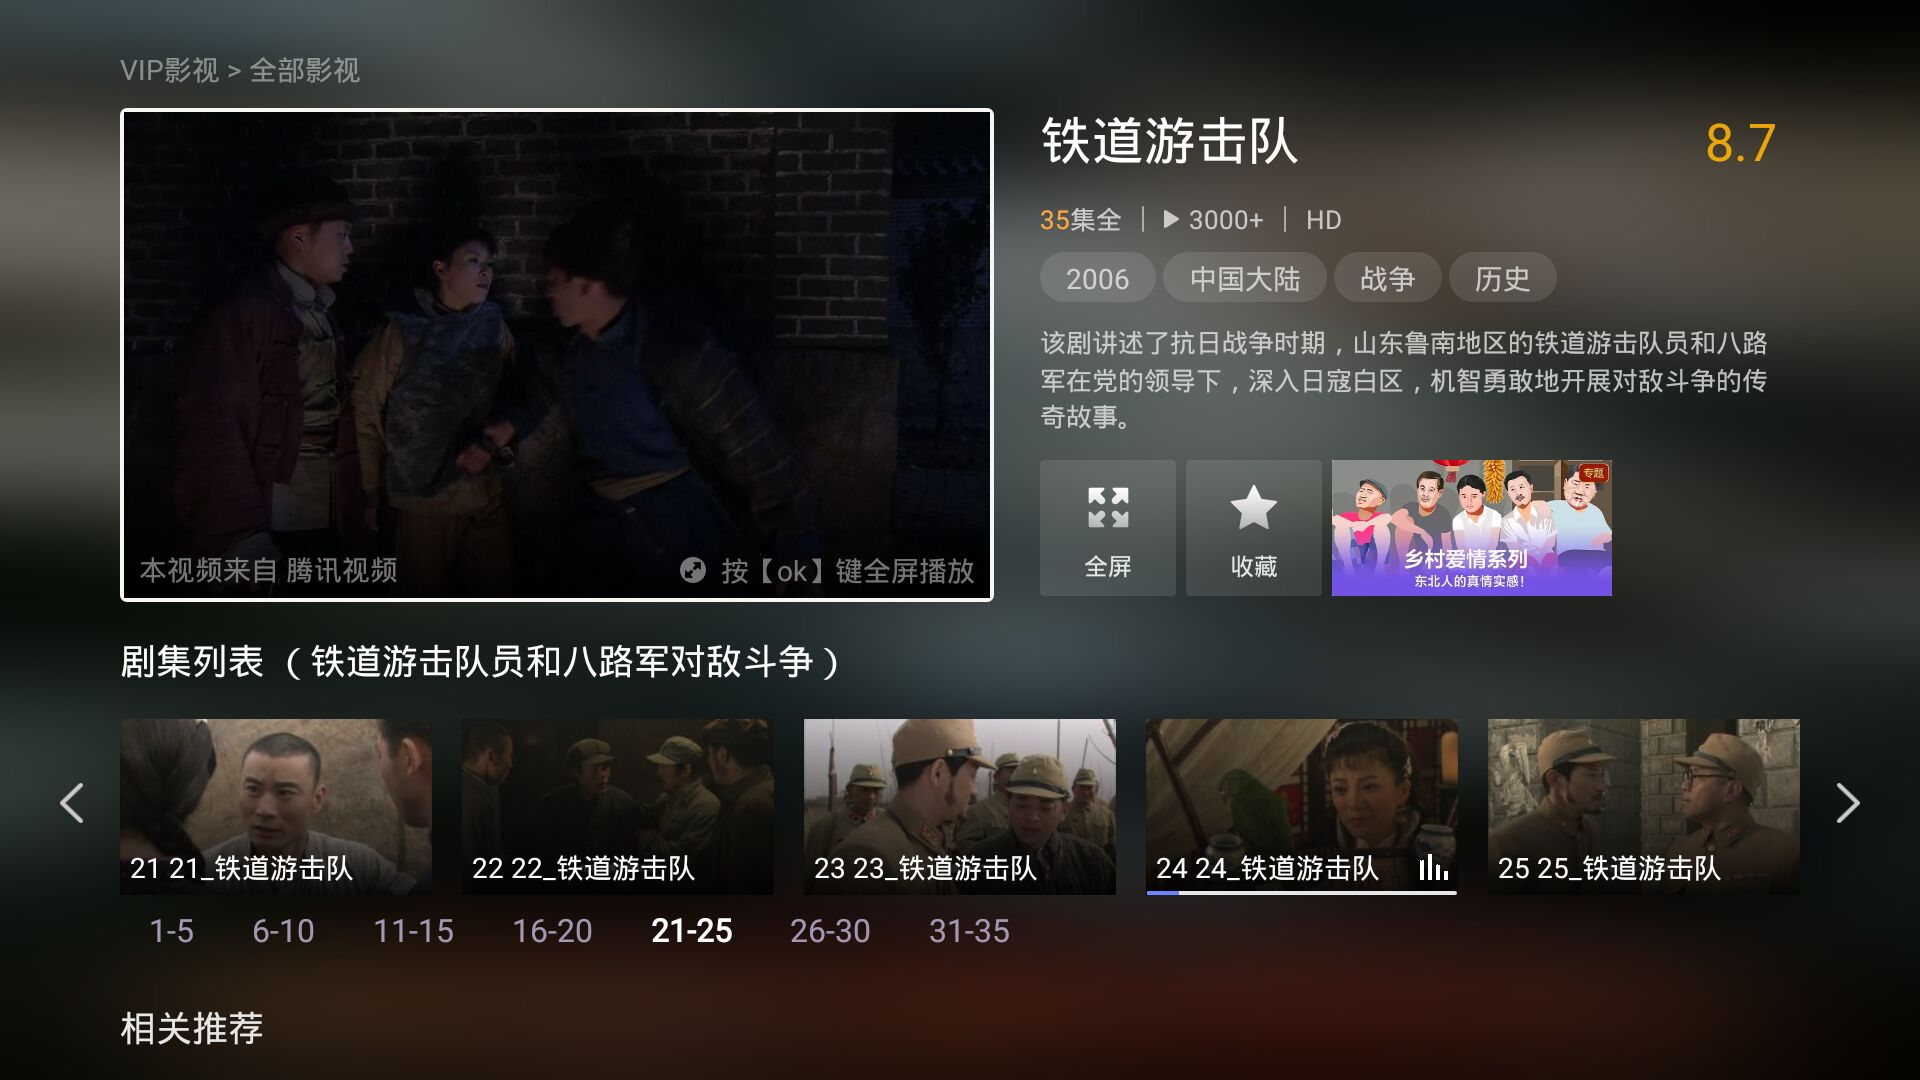 VIP影视 > 全部影视
铁道游击队
8.7
35集全 | 3000+ | HD
2006 中国大陆 战争 历史
该剧讲述了抗日战争时期，山东鲁南地区的铁道游击队员和八路
军在党的领导下，深入日寇白区，机智勇敢地开展对敌斗争的传
奇故事。
本视频来自 腾讯视频
按【ok】键全屏播放
全屏
收藏
专题
乡村爱情系列
东北人的真情实感！
剧集列表 （铁道游击队员和八路军对敌斗争）
21 21_铁道游击队
22 22_铁道游击队
23 23_铁道游击队
24 24_铁道游击队
25 25_铁道游击队
1-5 6-10 11-15 16-20 21-25 26-30 31-35
相关推荐